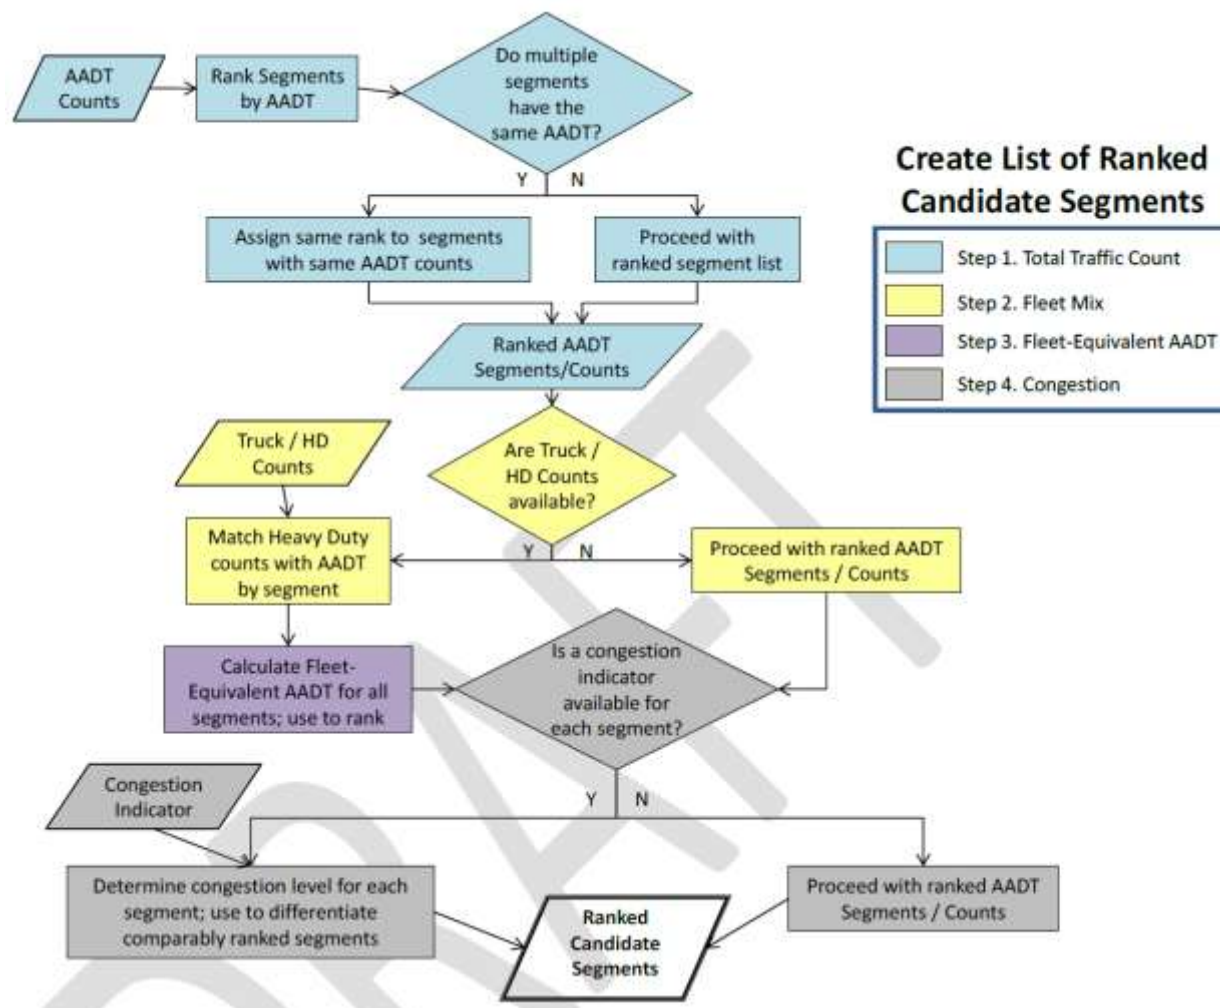 AADT
Counts
Rank Segments
by AADT
Do multiple
segments
have the
same AADT?
Y
N
Assign same rank to segments
with same AADT counts
Proceed with
ranked segment list
Ranked AADT
Segments/Counts
Create List of Ranked
Candidate Segments
Step 1. Total Traffic Count
Step 2. Fleet Mix
Step 3. Fleet-Equivalent AADT
Step 4. Congestion
Truck / HD
Counts
Are Truck /
HD Counts
available?
Y
N
Match Heavy Duty
counts with AADT
by segment
Proceed with ranked AADT
Segments / Counts
Calculate Fleet-
Equivalent AADT for all
segments; use to rank
Is a congestion
indicator
available for
each segment?
Y
N
Congestion
Indicator
Determine congestion level for each
segment; use to differentiate
comparably ranked segments
Proceed with ranked AADT
Segments / Counts
Ranked
Candidate
Segments
DRAFT